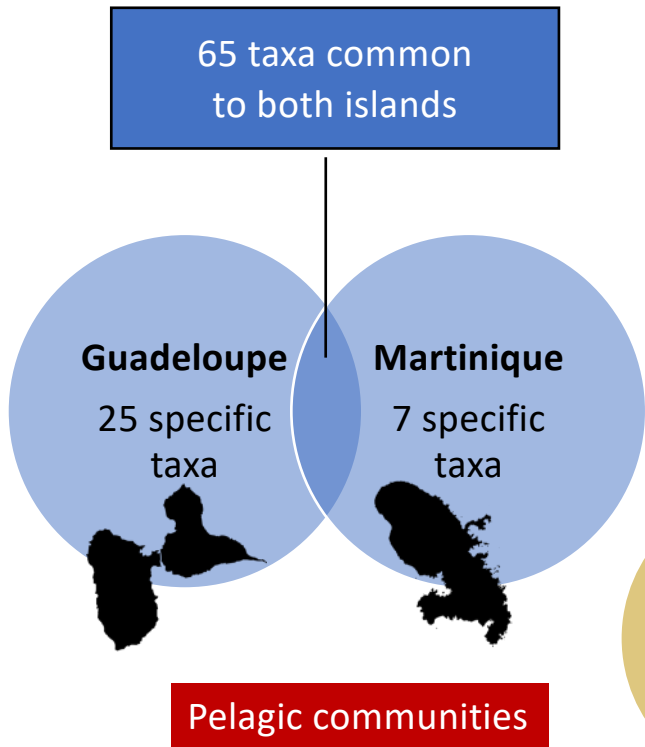 65 taxa common
to both islands
Guadeloupe
25 specific
taxa
Martinique
7 specific
taxa
Pelagic communities